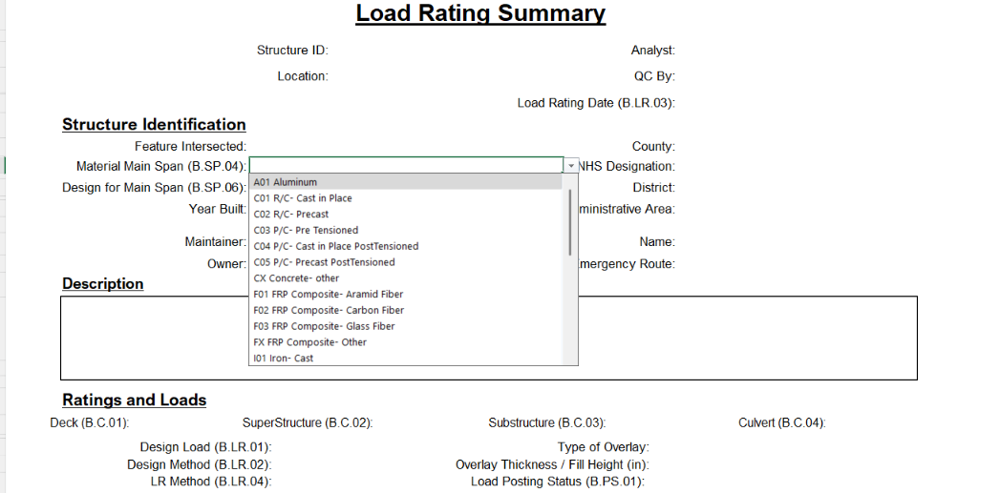 Load Rating Summary
Structure ID: Analyst:
Location: QC By:
Load Rating Date (B.LR.03):
Structure Identification
Feature Intersected: County:
Material Main Span (B.SP.04): NHS Designation:
Design for Main Span (B.SP.06): District:
Year Built: ministrative Area:
Maintainer: Name:
Owner: mergency Route:
A01 Aluminum
C01 R/C- Cast in Place
C02 R/C- Precast
C03 P/C- Pre Tensioned
C04 P/C- Cast in Place PostTensioned
C05 P/C- Precast PostTensioned
CX Concrete- other
F01 FRP Composite- Aramid Fiber
F02 FRP Composite- Carbon Fiber
F03 FRP Composite- Glass Fiber
FX FRP Composite- Other
I01 Iron- Cast
Description
Ratings and Loads
Deck (B.C.01): SuperStructure (B.C.02): Substructure (B.C.03): Culvert (B.C.04):
Design Load (B.LR.01): Type of Overlay:
Design Method (B.LR.02): Overlay Thickness / Fill Height (in):
LR Method (B.LR.04): Load Posting Status (B.PS.01):